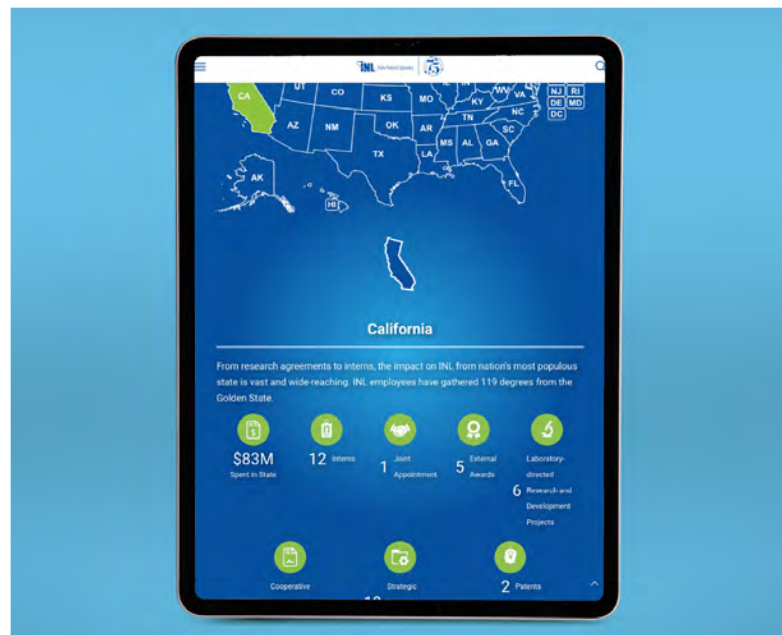 INL
CA
UT
CO
KS
MO
KY
WV
VA
NJ
RI
DE
MD
DC
AZ
NM
OK
AR
TN
NC
SC
TX
LA
MS
AL
GA
FL
AK
HI
California
From research agreements to interns, the impact on INL from nation's most populous
state is vast and wide-reaching. INL employees have gathered 119 degrees from the
Golden State.
$83M
Spent in State
12 Interns
1 Joint
Appointment
5 External
Awards
Laboratory-
directed
6 Research and
Development
Projects
Cooperative
Strategic
2 Patents